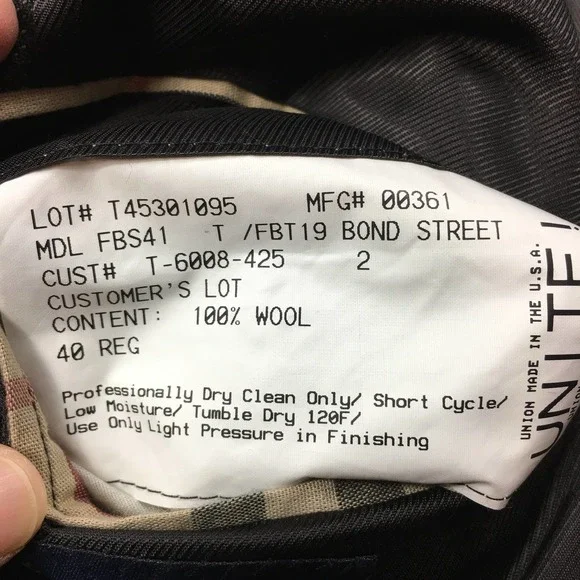 LOT# T45301095 MFG# 00361
MDL FBS41 T /FBT19 BOND STREET
CUST# T-6008-425 2
CUSTOMER'S LOT
CONTENT: 100% WOOL
40 REG
Professionally Dry Clean Only/ Short Cycle/
Low Moisture/ Tumble Dry 120F/
Use Only Light Pressure in Finishing
UNION MADE IN THE U.S.A.
UNITE!